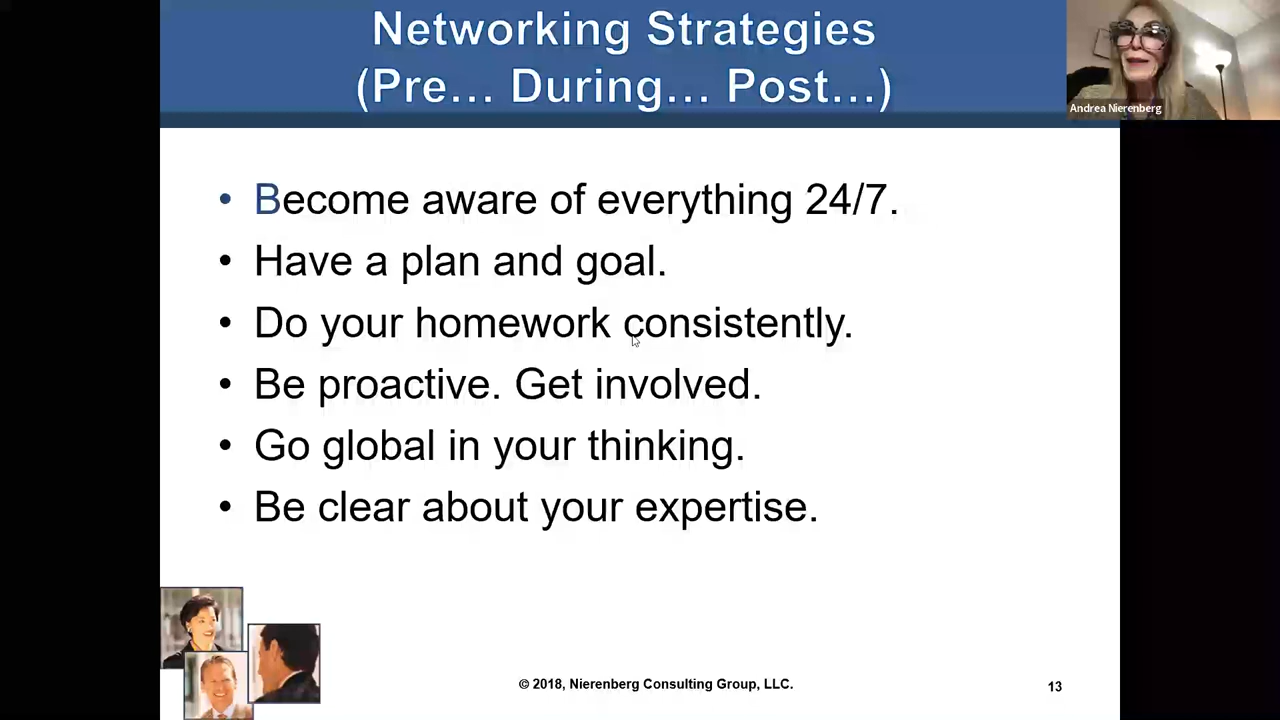 Networking Strategies
(Pre... During... Post...)
Andrea Nierenberg
• Become aware of everything 24/7.
• Have a plan and goal.
• Do your homework consistently.
• Be proactive. Get involved.
• Go global in your thinking.
• Be clear about your expertise.
© 2018, Nierenberg Consulting Group, LLC.
13